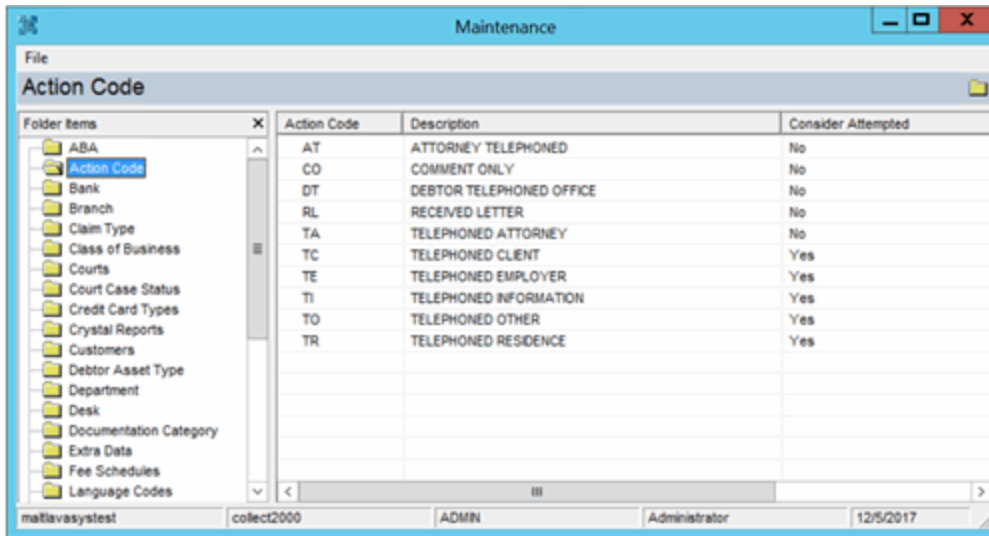 Maintenance
File
Action Code
Folder Items
ABA
Action Code
Bank
Branch
Claim Type
Class of Business
Courts
Court Case Status
Credit Card Types
Crystal Reports
Customers
Debtor Asset Type
Department
Desk
Documentation Category
Extra Data
Fee Schedules
Language Codes
Action Code Description Consider Attempted
AT ATTORNEY TELEPHONED No
CO COMMENT ONLY No
DT DEBTOR TELEPHONED OFFICE No
RL RECEIVED LETTER No
TA TELEPHONED ATTORNEY No
TC TELEPHONED CLIENT Yes
TE TELEPHONED EMPLOYER Yes
TI TELEPHONED INFORMATION Yes
TO TELEPHONED OTHER Yes
TR TELEPHONED RESIDENCE Yes
matlavasystest collect2000 ADMIN Administrator 12/5/2017